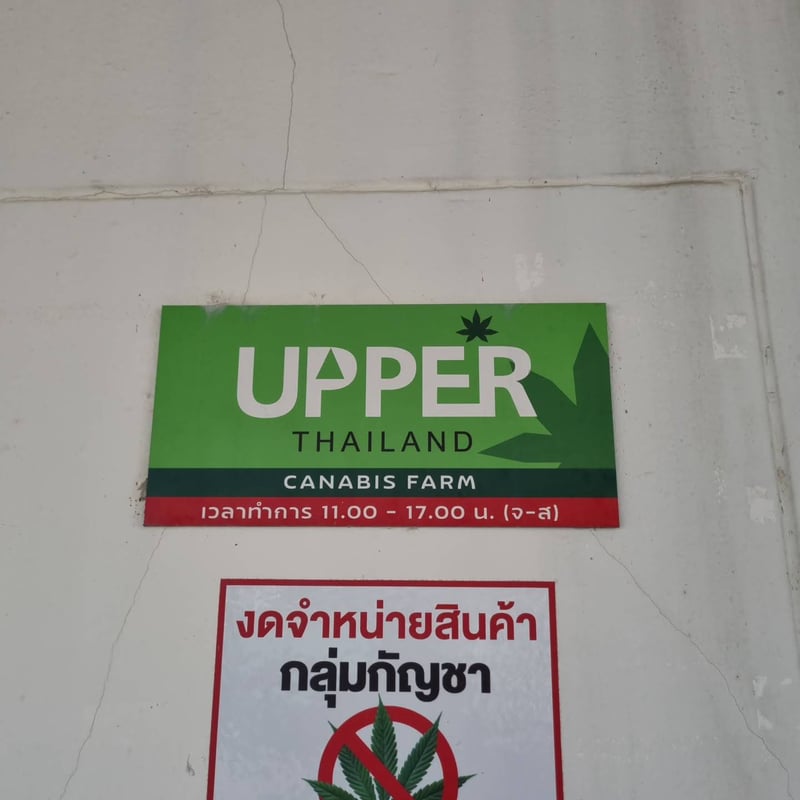 UPPER
THAILAND
CANABIS FARM
เวลาทำการ 11.00 - 17.00 น. (จ-ส)
งดจำหน่ายสินค้า
กลุ่มกัญชา